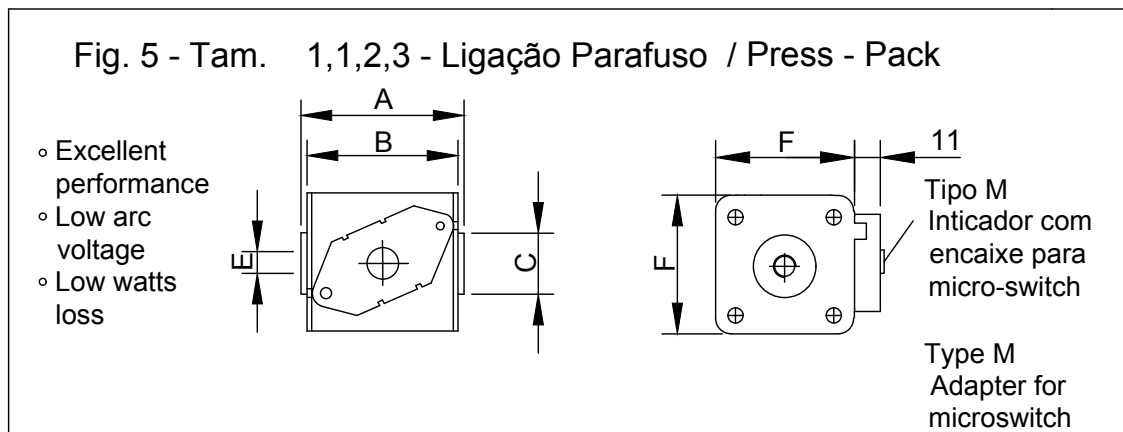 Fig. 5 - Tam. 1,1,2,3 - Ligação Parafuso / Press - Pack
◦ Excellent
performance
◦ Low arc
voltage
◦ Low watts
loss
A
B
E
C
F
F
11
Tipo M
Inticador com
encaixe para
micro-switch
Type M
Adapter for
microswitch